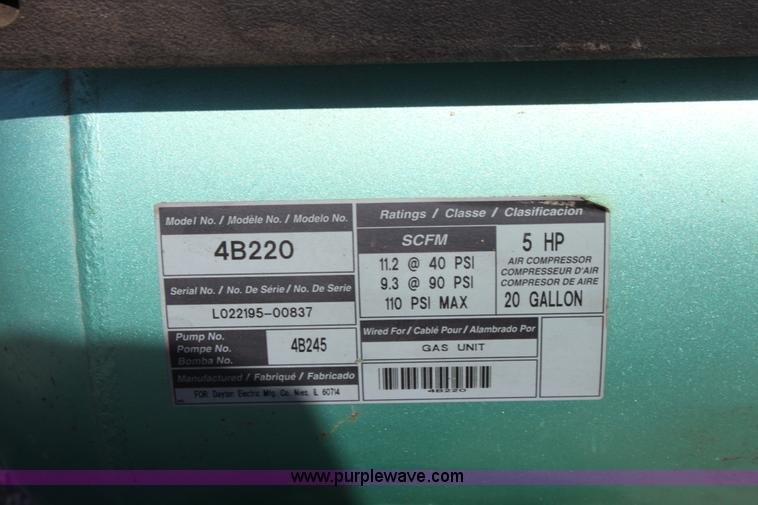 Model No. / Modèle No. / Modelo No.
4B220
Serial No. / No. De Série / No. De Serie
L022195-00837
Pump No.
Pompe No.
Bomba No.
4B245
Manufactured / Fabriqué / Fabricado
FOR: Dayton Electric Mfg. Co. Niles, IL 60714
Ratings / Classe / Clasificacion
SCFM
11.2 @ 40 PSI
9.3 @ 90 PSI
110 PSI MAX
5 HP
AIR COMPRESSOR
COMPRESSEUR D'AIR
COMPRESOR DE AIRE
20 GALLON
Wired For / Cablé Pour / Alambrado Por
GAS UNIT
4B220
www.purplewave.com